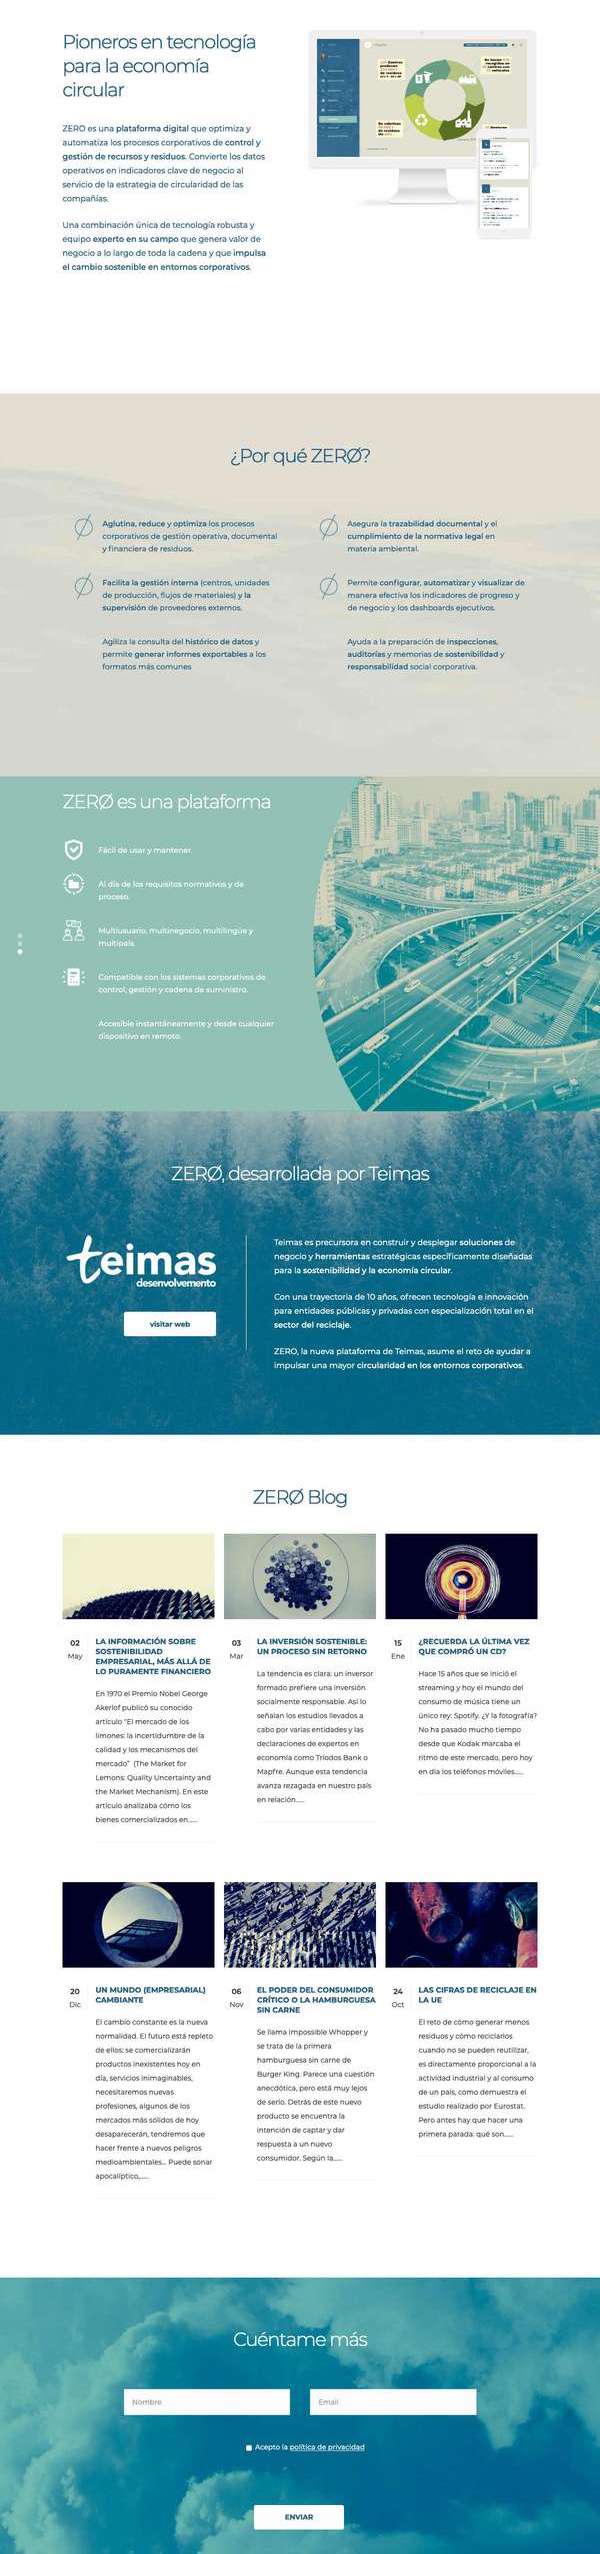 Pioneros en tecnología
para la economía
circular
ZERO es una plataforma digital que optimiza y
automatiza los procesos corporativos de control y
gestión de recursos y residuos. Convierte los datos
operativos en indicadores clave de negocio al
servicio de la estrategia de circularidad de las
compañías.
Una combinación única de tecnología robusta y
equipo experto en su campo que genera valor de
negocio a lo largo de toda la cadena y que impulsa
el cambio sostenible en entornos corporativos.
¿Por qué ZERØ?
Aglutina, reduce y optimiza los procesos
corporativos de gestión operativa, documental
y financiera de residuos.
Asegura la trazabilidad documental y el
cumplimiento de la normativa legal en
materia ambiental.
Facilita la gestión interna (centros, unidades
de producción, flujos de materiales) y la
supervisión de proveedores externos.
Permite configurar, automatizar y visualizar de
manera efectiva los indicadores de progreso y
de negocio y los dashboards ejecutivos.
Agiliza la consulta del histórico de datos y
permite generar informes exportables a los
formatos más comunes
Ayuda a la preparación de inspecciones,
auditorías y memorias de sostenibilidad y
responsabilidad social corporativa.
ZERØ es una plataforma
Fácil de usar y mantener.
Al día de los requisitos normativos y de
proceso.
Multiusuario, multinegocio, multilingüe y
multipaís.
Compatible con los sistemas corporativos de
control, gestión y cadena de suministro.
Accesible instantáneamente y desde cualquier
dispositivo en remoto.
ZERØ, desarrollada por Teimas
teimas
desenvolvemento
visitar web
Teimas es precursora en construir y desplegar soluciones de
negocio y herramientas estratégicas específicamente diseñadas
para la sostenibilidad y la economía circular.
Con una trayectoria de 10 años, ofrecen tecnología e innovación
para entidades públicas y privadas con especialización total en el
sector del reciclaje.
ZERO, la nueva plataforma de Teimas, asume el reto de ayudar a
impulsar una mayor circularidad en los entornos corporativos.
ZERØ Blog
02
May
LA INFORMACIÓN SOBRE
SOSTENIBILIDAD
EMPRESARIAL, MÁS ALLÁ DE
LO PURAMENTE FINANCIERO
En 1970 el Premio Nobel George
Akerlof publicó su conocido
artículo “El mercado de los
limones: la incertidumbre de la
calidad y los mecanismos del
mercado” (The Market for
Lemons: Quality Uncertainty and
the Market Mechanism). En este
artículo analizaba cómo los
bienes comercializados en......
03
Mar
LA INVERSIÓN SOSTENIBLE:
UN PROCESO SIN RETORNO
La tendencia es clara: un inversor
formado prefiere una inversión
socialmente responsable. Así lo
señalan los estudios llevados a
cabo por varias entidades y las
declaraciones de expertos en
economía como Triodos Bank o
Mapfre. Aunque esta tendencia
avanza rezagada en nuestro país
en relación......
15
Ene
¿RECUERDA LA ÚLTIMA VEZ
QUE COMPRÓ UN CD?
Hace 15 años que se inició el
streaming y hoy el mundo del
consumo de música tiene un
único rey: Spotify. ¿Y la fotografía?
No ha pasado mucho tiempo
desde que Kodak marcaba el
ritmo de este mercado, pero hoy
en día los teléfonos móviles......
20
Dic
UN MUNDO (EMPRESARIAL)
CAMBIANTE
El cambio constante es la nueva
normalidad. El futuro está repleto
de ellos: se comercializarán
productos inexistentes hoy en
día, servicios inimaginables,
necesitaremos nuevas
profesiones, algunos de los
mercados más sólidos de hoy
desaparecerán, tendremos que
hacer frente a nuevos peligros
medioambientales... Puede sonar
apocalíptico,......
06
Nov
EL PODER DEL CONSUMIDOR
CRÍTICO O LA HAMBURGUESA
SIN CARNE
Se llama Impossible Whopper y
se trata de la primera
hamburguesa sin carne de
Burger King. Parece una cuestión
anecdótica, pero está muy lejos
de serlo. Detrás de este nuevo
producto se encuentra la
intención de captar y dar
respuesta a un nuevo
consumidor. Según la......
24
Oct
LAS CIFRAS DE RECICLAJE EN
LA UE
El reto de cómo generar menos
residuos y cómo reciclarlos
cuando no se pueden reutilizar,
es directamente proporcional a la
actividad industrial y al consumo
de un país, como demuestra el
estudio realizado por Eurostat.
Pero antes hay que hacer una
primera parada: qué son......
Cuéntame más
Nombre
Email
Acepto la política de privacidad
ENVIAR